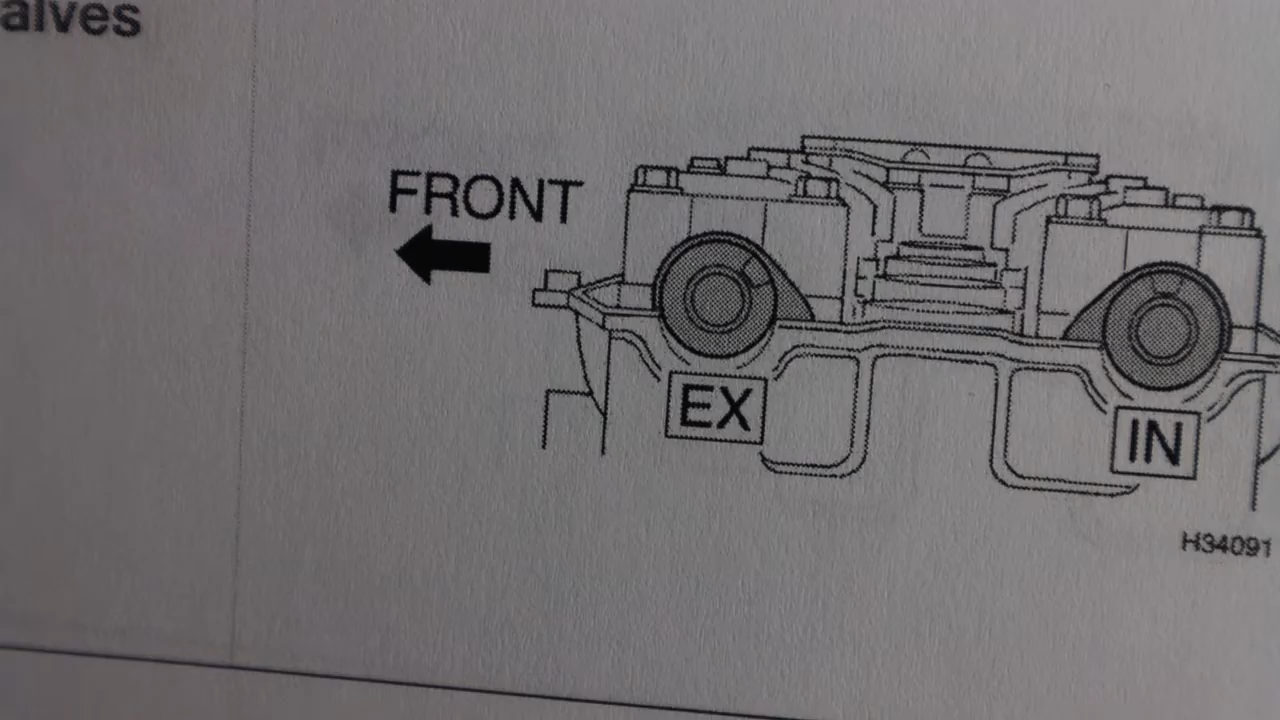 alves
FRONT
EX
IN
H34091